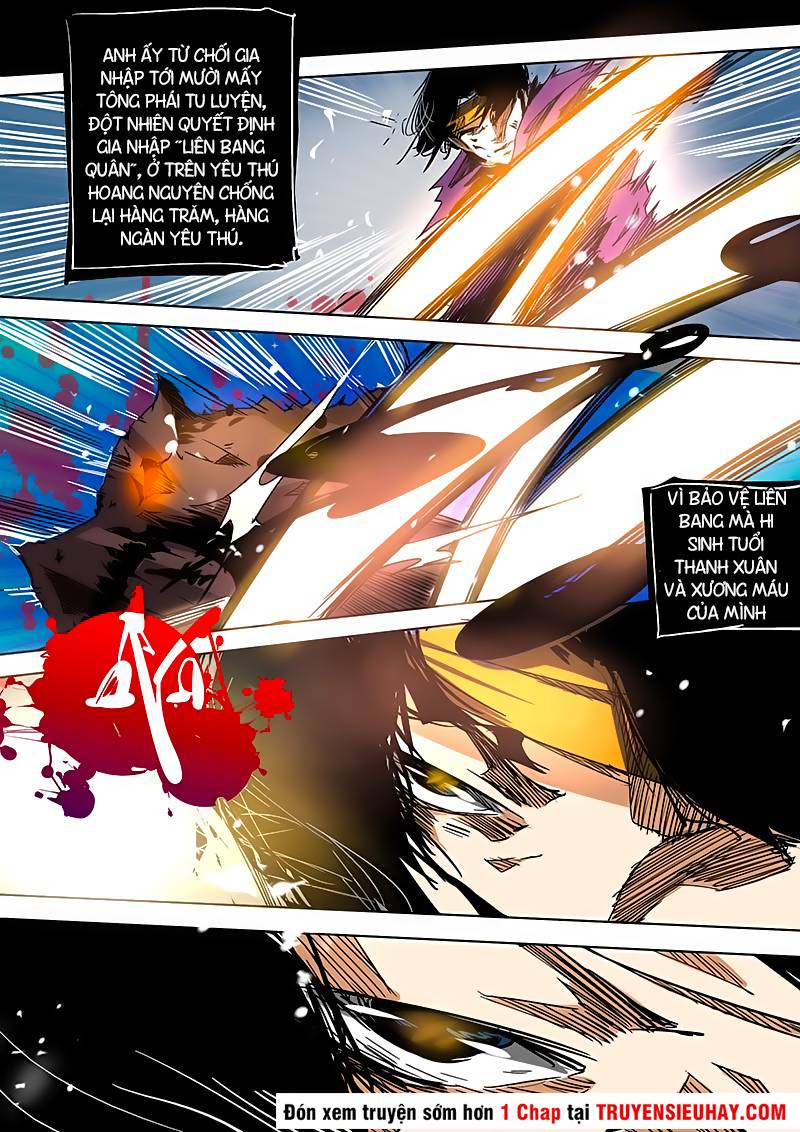 ANH ẤY TỪ CHỐI GIA
NHẬP TỚI MƯỜI MẤY
TÔNG PHÁI TU LUYỆN,
ĐỘT NHIÊN QUYẾT ĐỊNH
GIA NHẬP "LIÊN BANG
QUÂN", Ở TRÊN YÊU THÚ
HOANG NGUYÊN CHỐNG
LẠI HÀNG TRĂM, HÀNG
NGÀN YÊU THÚ.
VÌ BẢO VỆ LIÊN
BANG MÀ HI
SINH TUỔI
THANH XUÂN
VÀ XƯƠNG MÁU
CỦA MÌNH
Đón xem truyện sớm hơn 1 Chap tại TRUYENSIEUHAY.COM